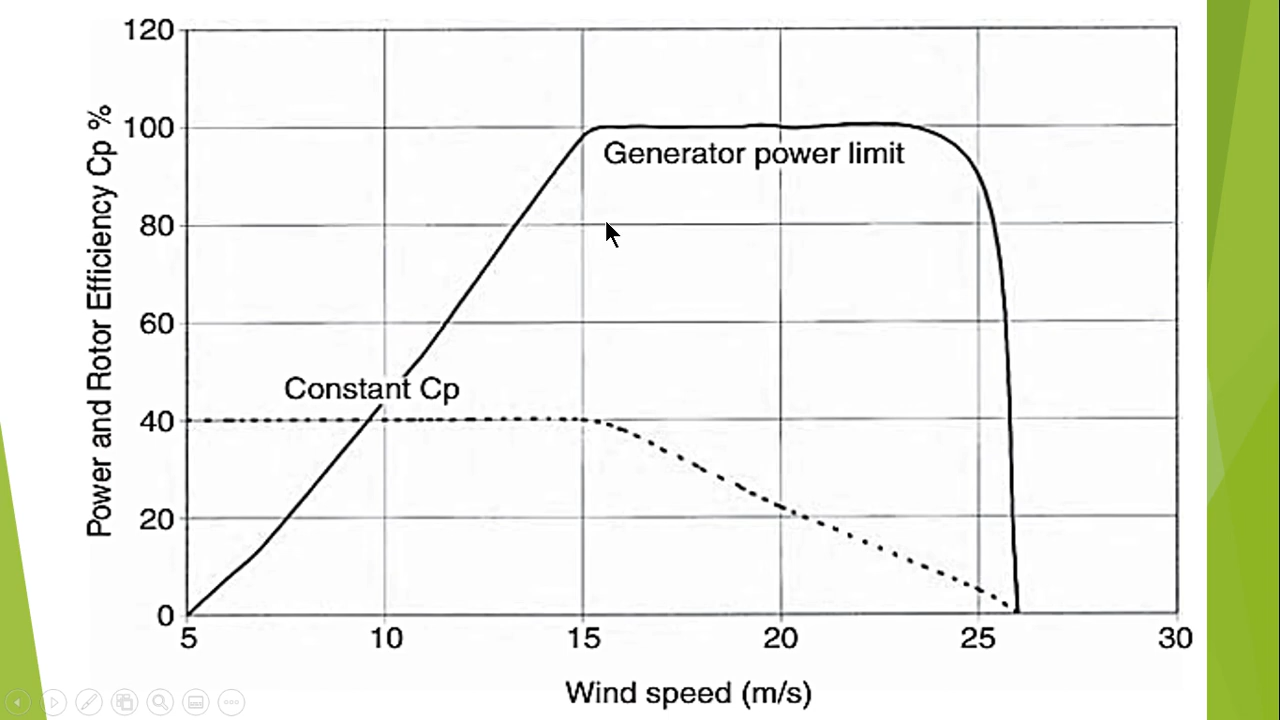 120
100
80
60
40
20
0
Power and Rotor Efficiency Cp %
Generator power limit
Constant Cp
5 10 15 20 25 30
Wind speed (m/s)